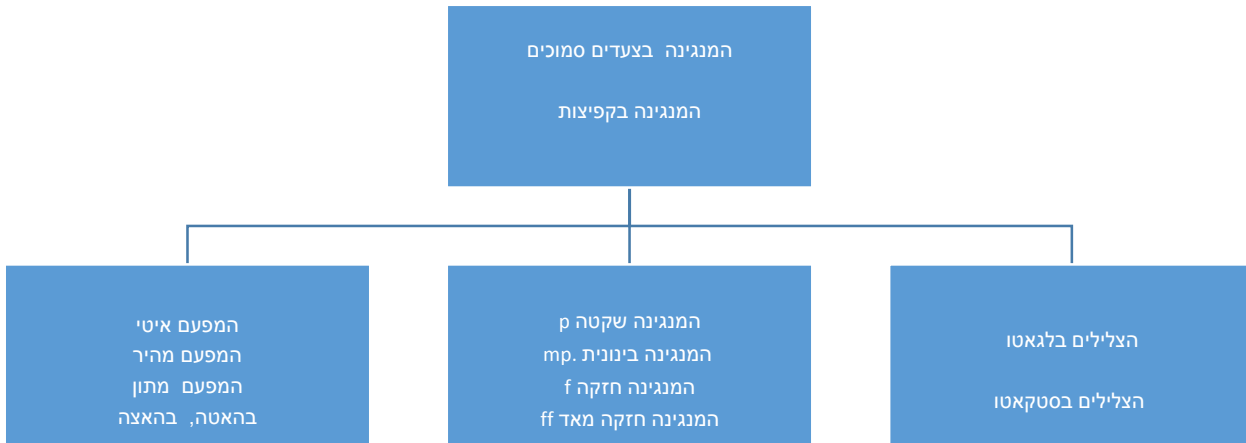 המנגינה בצעדים סמוכים
המנגינה בקפיצות
הצלילים בלגאטו
הצלילים בסטקאטו
המנגינה שקטה p
המנגינה בינונית .mp
המנגינה חזקה f
המנגינה חזקה מאד ff
המפעם איטי
המפעם מהיר
המפעם מתון
בהאטה, בהאצה